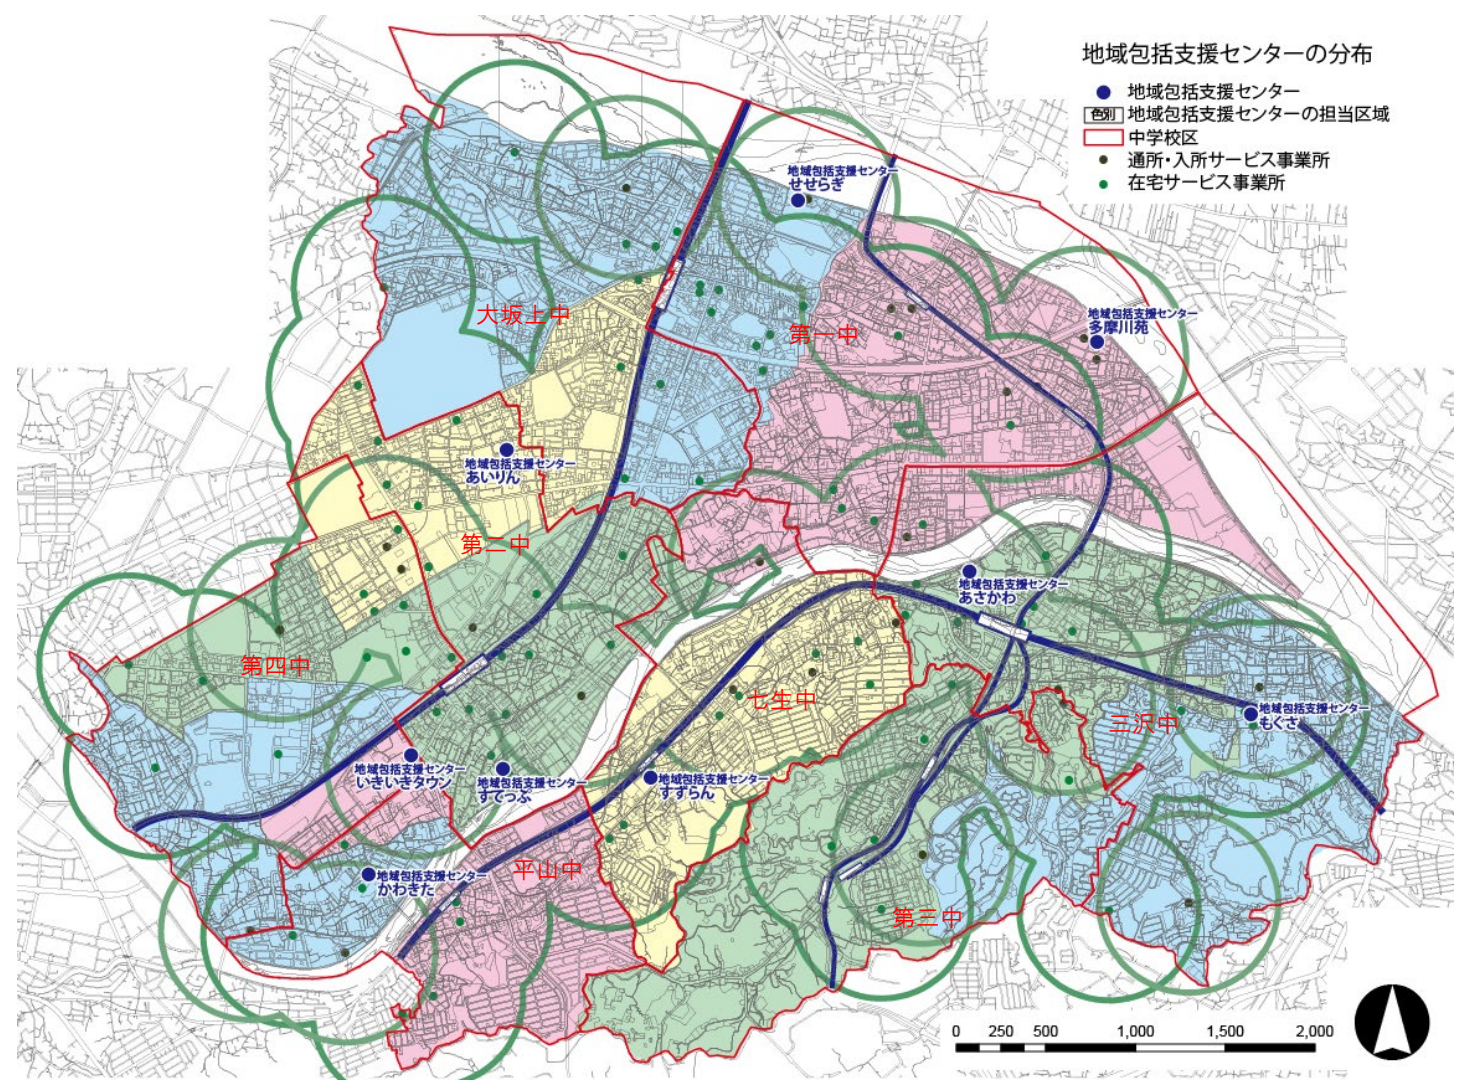 地域包括支援センターの分布
地域包括支援センター
色別
地域包括支援センターの担当区域
中学校区
通所・入所サービス事業所
在宅サービス事業所
地域包括支援センター
せせらぎ
地域包括支援センター
多摩川苑
大坂上中
第一中
地域包括支援センター
あいりん
第二中
地域包括支援センター
あさかわ
第四中
七生中
三沢中
地域包括支援センター
もぐさ
地域包括支援センター
いきいきタウン
地域包括支援センター
すてっぷ
地域包括支援センター
すずらん
平山中
地域包括支援センター
かわきた
第三中
0 250 500 1,000 1,500 2,000